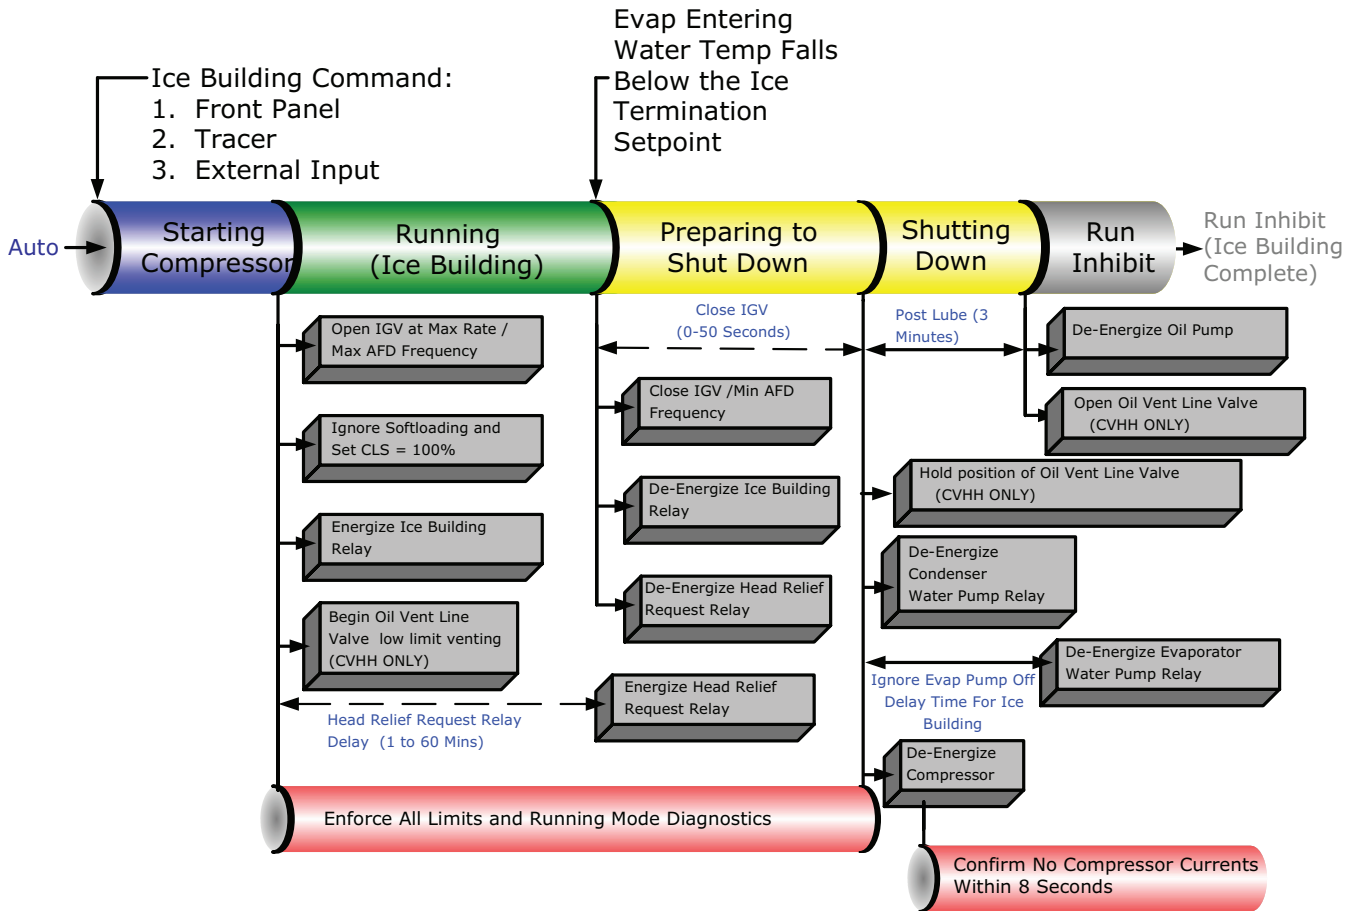 Ice Building Command:
1. Front Panel
2. Tracer
3. External Input
Evap Entering
Water Temp Falls
Below the Ice
Termination
Setpoint
Auto
Starting
Compressor
Running
(Ice Building)
Preparing to
Shut Down
Shutting
Down
Run
Inhibit
Run Inhibit
(Ice Building
Complete)
Open IGV at Max Rate /
Max AFD Frequency
Ignore Softloading and
Set CLS = 100%
Energize Ice Building
Relay
Begin Oil Vent Line
Valve low limit venting
(CVHH ONLY)
Head Relief Request Relay
Delay (1 to 60 Mins)
Close IGV
(0-50 Seconds)
Close IGV /Min AFD
Frequency
De-Energize Ice Building
Relay
De-Energize Head Relief
Request Relay
Energize Head Relief
Request Relay
Post Lube (3
Minutes)
De-Energize Oil Pump
Open Oil Vent Line Valve
(CVHH ONLY)
Hold position of Oil Vent Line Valve
(CVHH ONLY)
De-Energize
Condenser
Water Pump Relay
De-Energize Evaporator
Water Pump Relay
Ignore Evap Pump Off
Delay Time For Ice
Building
De-Energize
Compressor
Enforce All Limits and Running Mode Diagnostics
Confirm No Compressor Currents
Within 8 Seconds